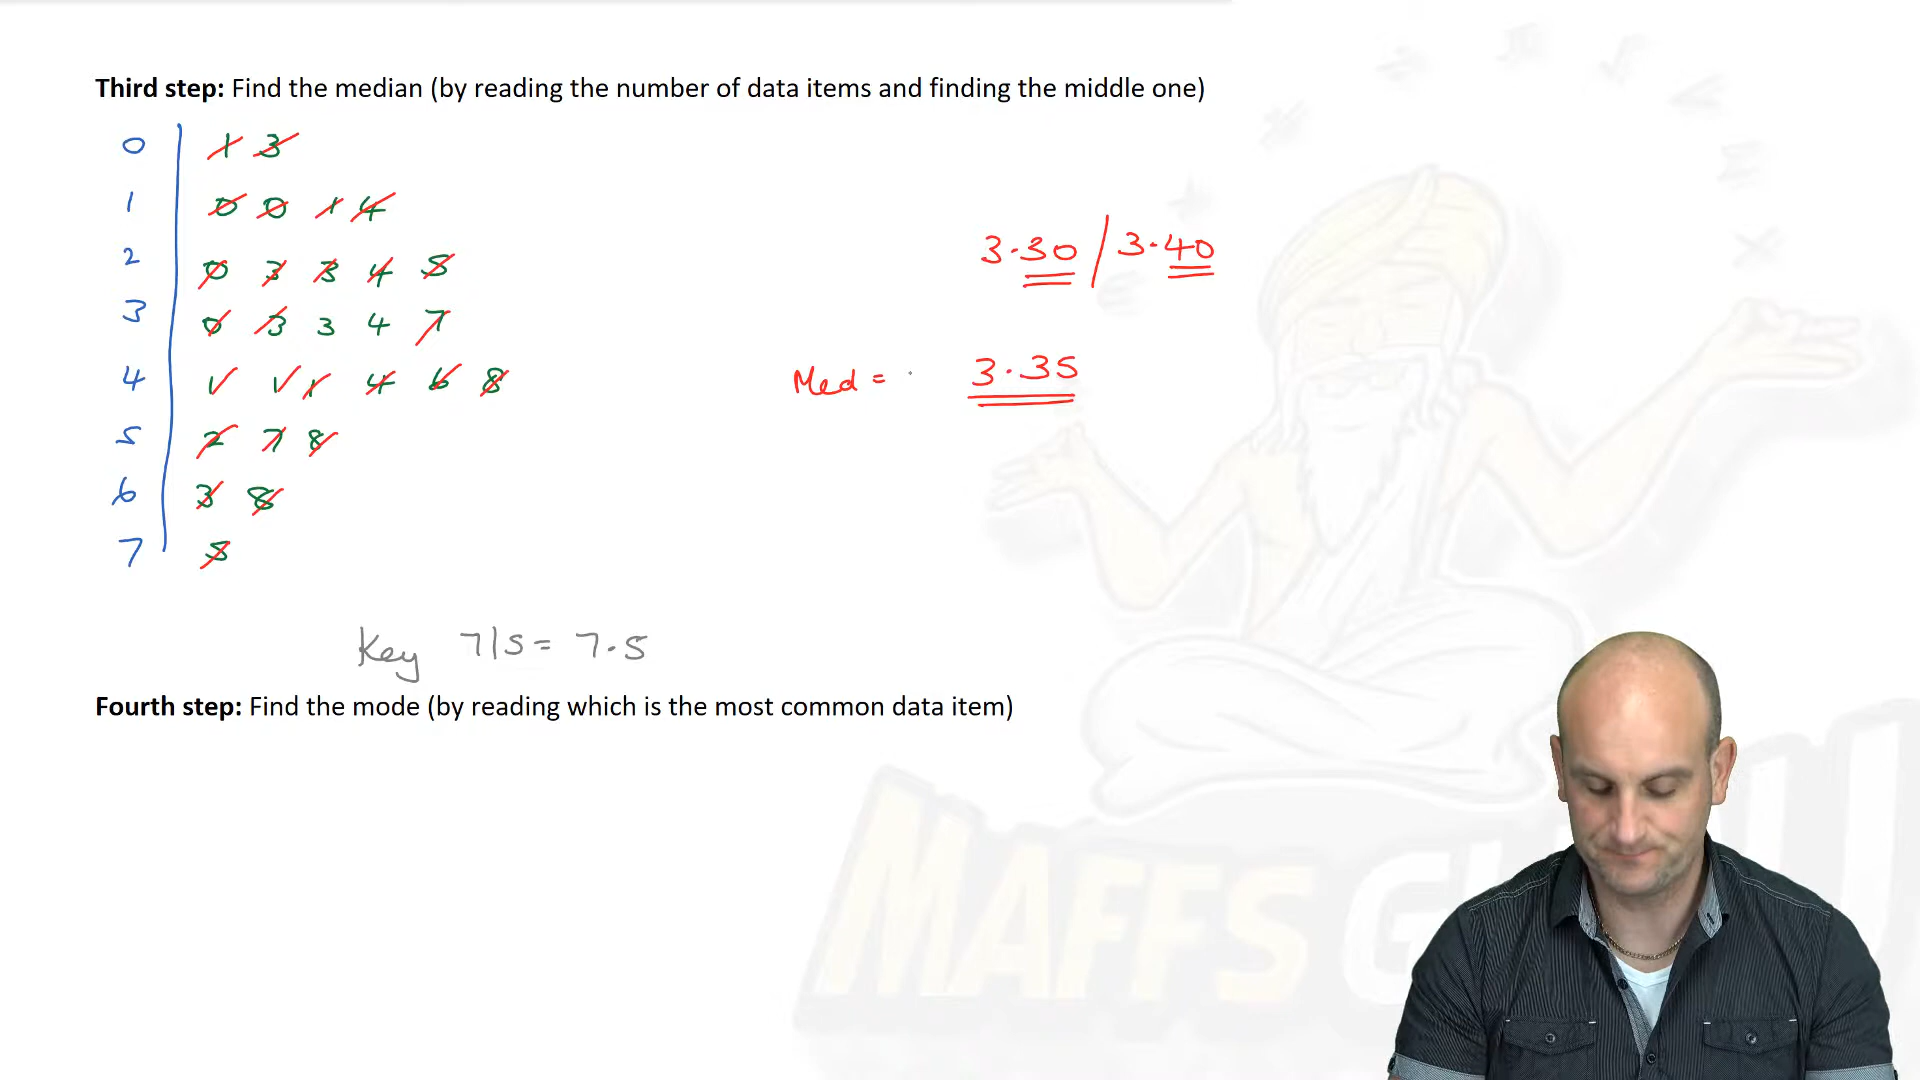 Third step: Find the median (by reading the number of data items and finding the middle one)
0 | 1 3
1 | 0 0 1 4
2 | 0 3 3 4 5
3 | 0 3 3 4 7
4 | 1 1 1 4 6 8
5 | 2 7 8
6 | 3 8
7 | 5
3.30 / 3.40
Med = 3.35
Key 7|5 = 7.5
Fourth step: Find the mode (by reading which is the most common data item)
MAFFS G